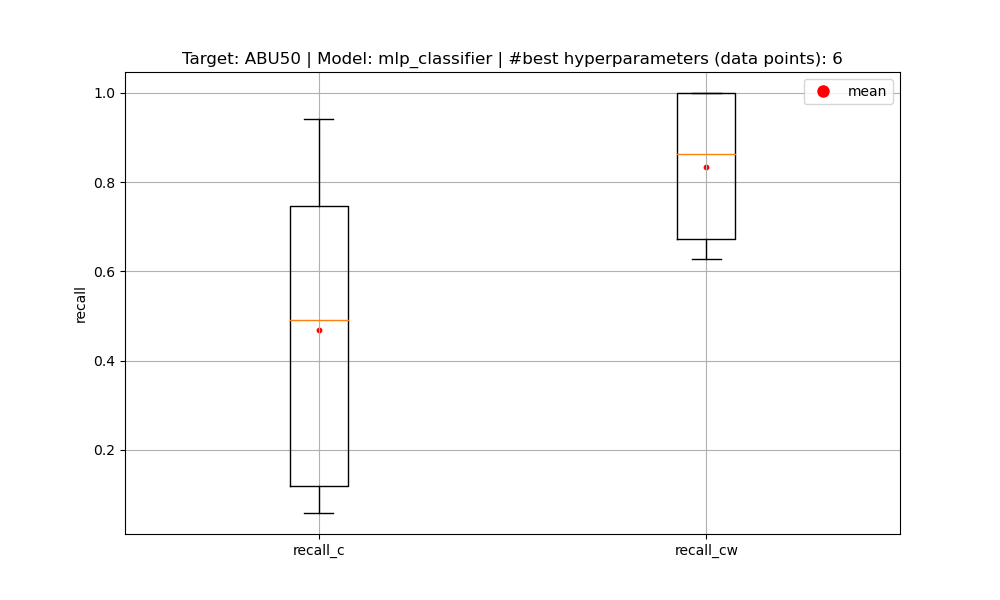 Target: ABU50 | Model: mlp_classifier | #best hyperparameters (data points): 6
mean
1.0
0.8
0.6
0.4
0.2
recall
recall_c
recall_cw